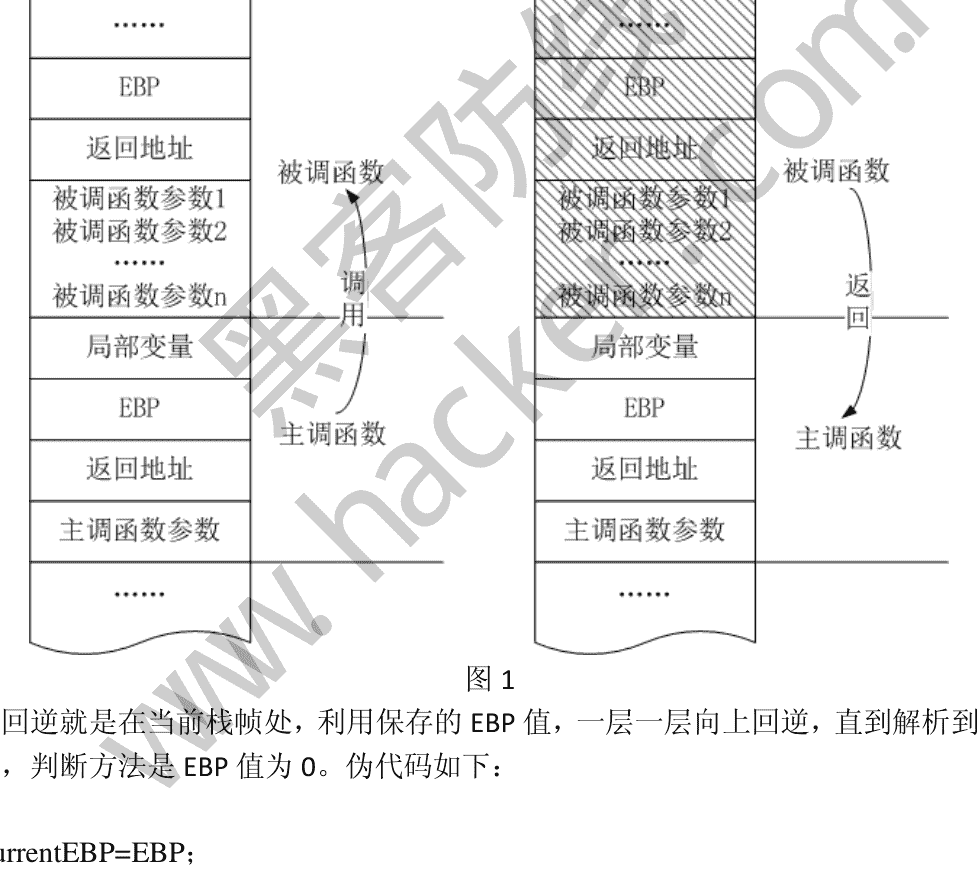 ……
EBP
返回地址
被调函数参数1
被调函数参数2
……
被调函数参数n
局部变量
EBP
返回地址
主调函数参数
……
被调函数
调用
主调函数
……
EBP
返回地址
被调函数参数1
被调函数参数2
……
被调函数参数n
局部变量
EBP
返回地址
主调函数参数
……
被调函数
返回
主调函数
图 1
回逆就是在当前栈帧处，利用保存的 EBP 值，一层一层向上回逆，直到解析到
，判断方法是 EBP 值为 0。伪代码如下：
urrentEBP=EBP；
黑客防线
www.hacker.com